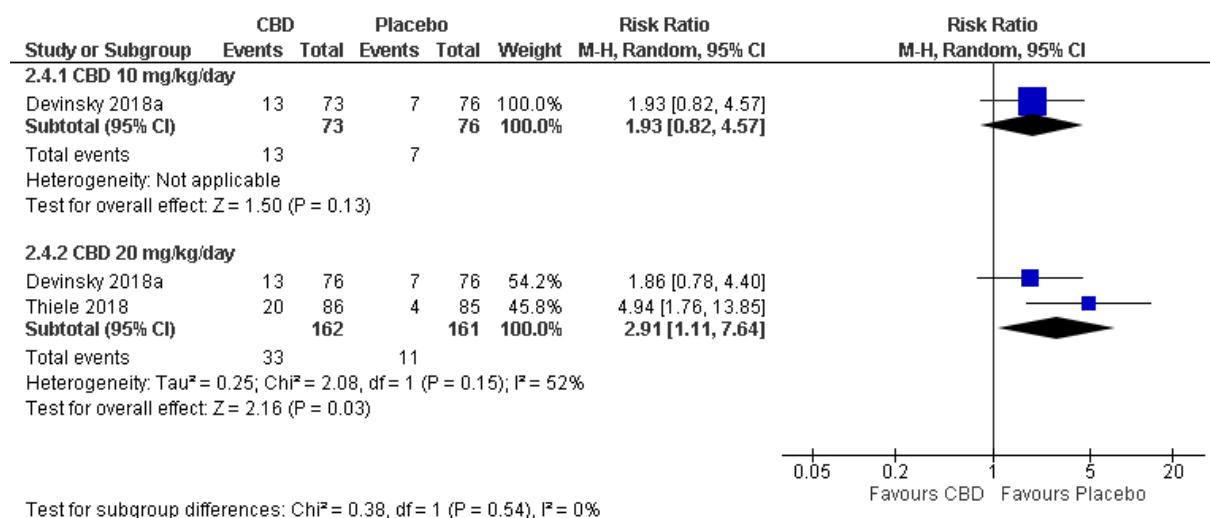 CBD Placebo Risk Ratio Risk Ratio
Study or Subgroup Events Total Events Total Weight M-H, Random, 95% CI M-H, Random, 95% CI
2.4.1 CBD 10 mg/kg/day
Devinsky 2018a 13 73 7 76 100.0% 1.93 [0.82, 4.57]
Subtotal (95% CI) 73 76 100.0% 1.93 [0.82, 4.57]
Total events 13 7
Heterogeneity: Not applicable
Test for overall effect: Z = 1.50 (P = 0.13)
2.4.2 CBD 20 mg/kg/day
Devinsky 2018a 13 76 7 76 54.2% 1.86 [0.78, 4.40]
Thiele 2018 20 86 4 85 45.8% 4.94 [1.76, 13.85]
Subtotal (95% CI) 162 161 100.0% 2.91 [1.11, 7.64]
Total events 33 11
Heterogeneity: Tau² = 0.25; Chi² = 2.08, df = 1 (P = 0.15); I² = 52%
Test for overall effect: Z = 2.16 (P = 0.03)
0.05 0.2 1 5 20
Favours CBD Favours Placebo
Test for subgroup differences: Chi² = 0.38, df = 1 (P = 0.54), I² = 0%